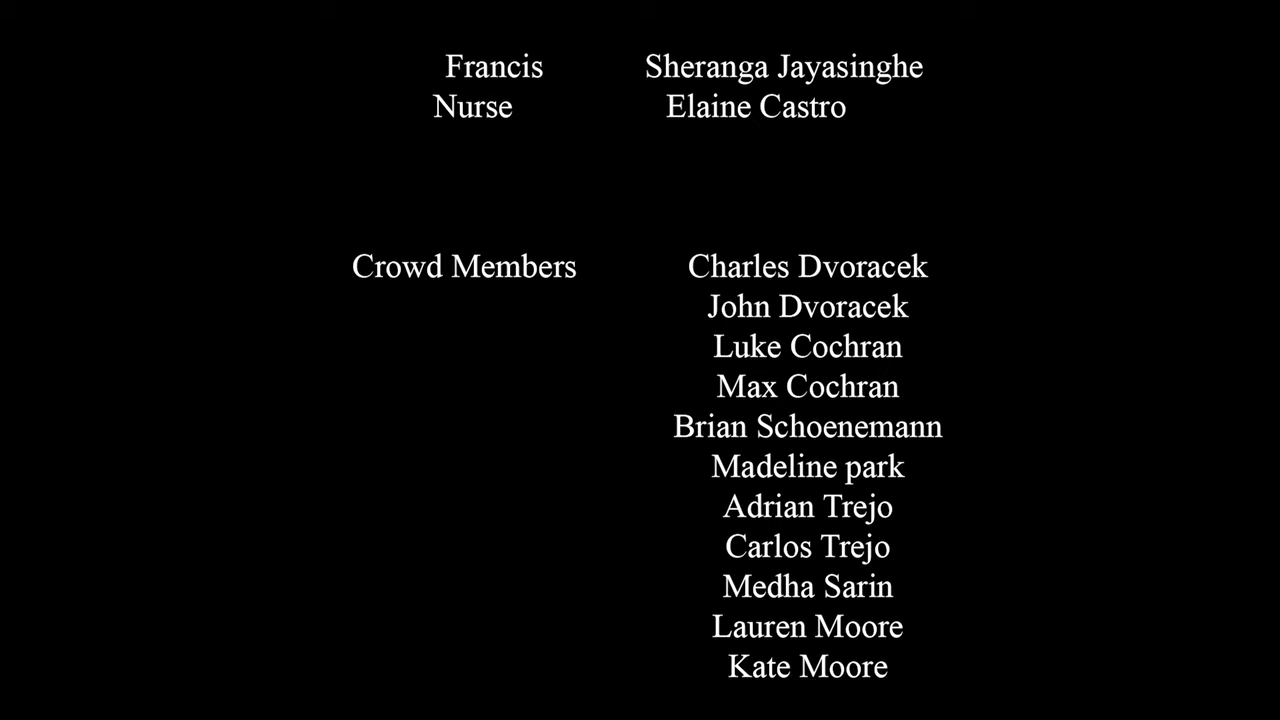 Francis Sheranga Jayasinghe
Nurse Elaine Castro
Crowd Members Charles Dvoracek
John Dvoracek
Luke Cochran
Max Cochran
Brian Schoenemann
Madeline park
Adrian Trejo
Carlos Trejo
Medha Sarin
Lauren Moore
Kate Moore